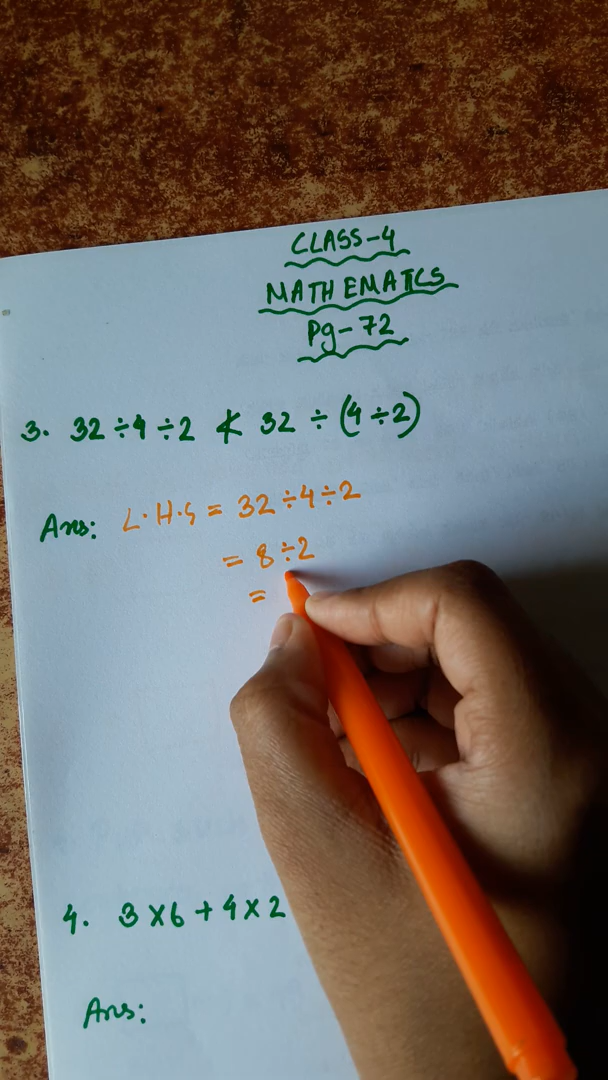 CLASS-4
MATHEMATICS
Pg-72
3. 32 ÷ 4 ÷ 2 < 32 ÷ (4 ÷ 2)
Ans: L.H.S = 32 ÷ 4 ÷ 2
= 8 ÷ 2
=
4. 3 × 6 + 4 × 2
Ans: